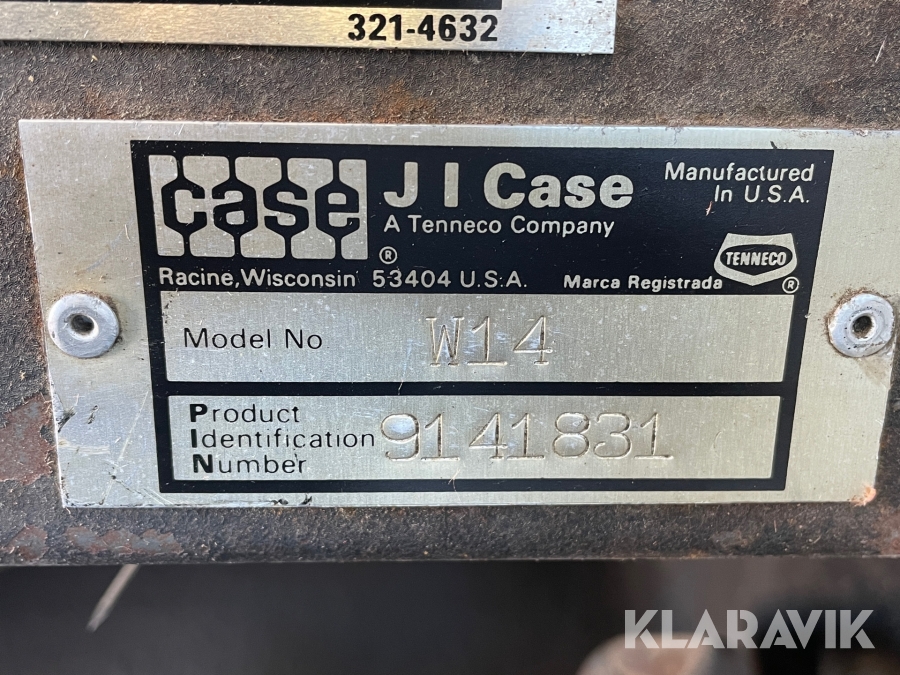 321-4632
case
J I Case
A Tenneco Company
Manufactured
In U.S.A.
®
TENNECO
®
Racine, Wisconsin 53404 U.S.A.
Marca Registrada
Model No W14
Product
Identification
Number
9141831
KLARAVIK